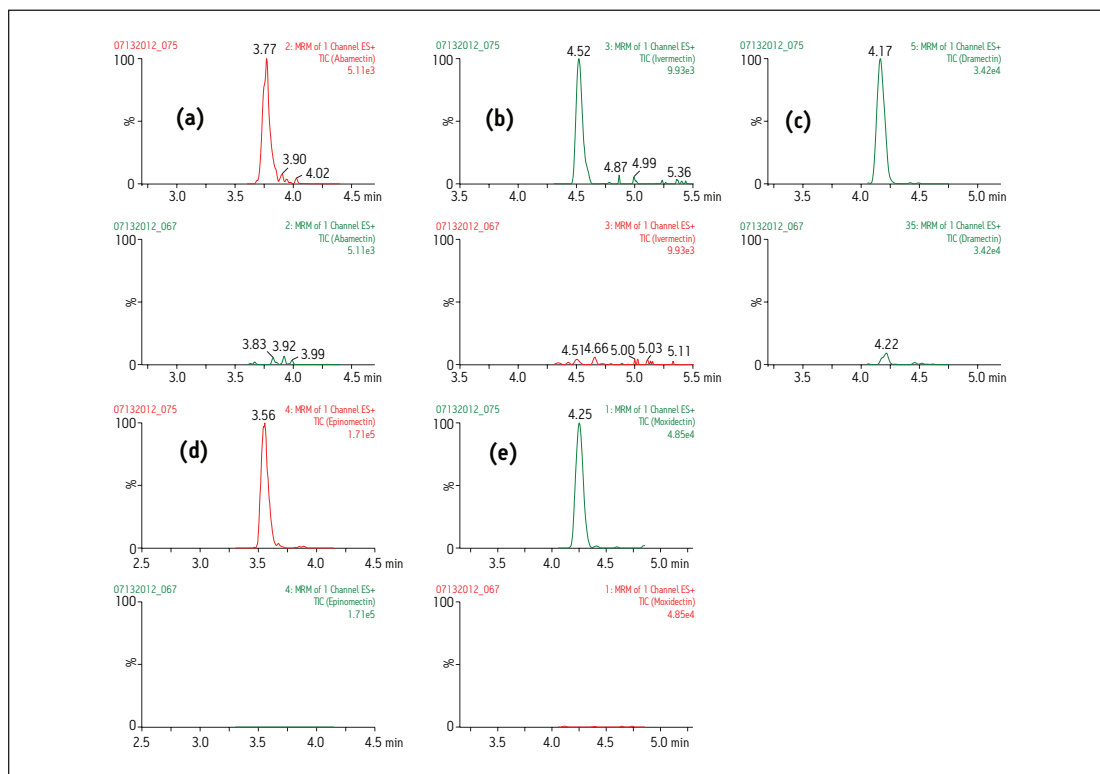 07132012_075
2: MRM of 1 Channel ES+
TIC (Abamectin)
5.11e3
3.77
100
%
(a)
3.90
4.02
0
3.0 3.5 4.0 4.5 min
07132012_075
3: MRM of 1 Channel ES+
TIC (Ivermectin)
9.93e3
4.52
100
%
(b)
4.87
4.99
5.36
0
4.0 4.5 5.0 5.5 min
07132012_075
5: MRM of 1 Channel ES+
TIC (Dramectin)
3.42e4
4.17
100
%
(c)
0
3.5 4.0 4.5 5.0 min
07132012_067
2: MRM of 1 Channel ES+
TIC (Abamectin)
5.11e3
100
%
3.83
3.92
3.99
0
3.0 3.5 4.0 4.5 min
07132012_067
3: MRM of 1 Channel ES+
TIC (Ivermectin)
9.93e3
100
%
4.51
4.66
5.00
5.03
5.11
0
4.0 4.5 5.0 5.5 min
07132012_067
35: MRM of 1 Channel ES+
TIC (Dramectin)
3.42e4
100
%
4.22
0
3.5 4.0 4.5 5.0 min
07132012_075
4: MRM of 1 Channel ES+
TIC (Epinomectin)
1.71e5
3.56
100
%
(d)
0
2.5 3.0 3.5 4.0 4.5 min
07132012_075
1: MRM of 1 Channel ES+
TIC (Moxidectin)
4.85e4
4.25
100
%
(e)
0
3.5 4.0 4.5 5.0 min
07132012_067
4: MRM of 1 Channel ES+
TIC (Epinomectin)
1.71e5
100
%
0
2.5 3.0 3.5 4.0 4.5 min
07132012_067
1: MRM of 1 Channel ES+
TIC (Moxidectin)
4.85e4
100
%
0
3.5 4.0 4.5 5.0 min